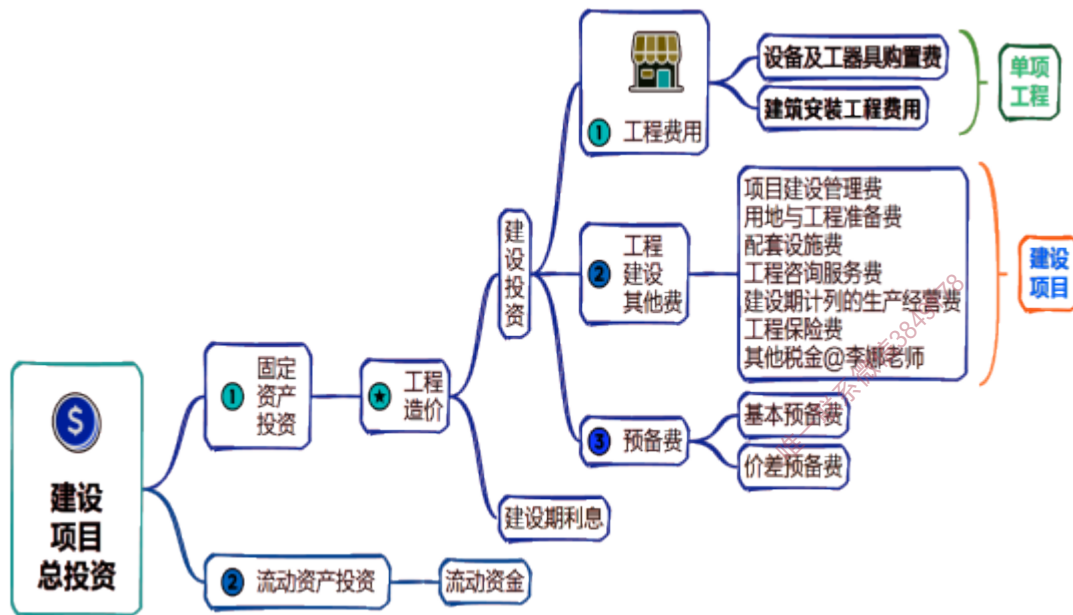 建设
项目
总投资
1
固定
资产
投资
工程
造价
建设投资
1
工程费用
设备及工器具购置费
建筑安装工程费用
单项
工程
2
工程
建设
其他费
项目建设管理费
用地与工程准备费
配套设施费
工程咨询服务费
建设期计列的生产经营费
工程保险费
其他税金@李娜老师
建设
项目
3
预备费
基本预备费
价差预备费
建设期利息
2
流动资产投资
流动资金